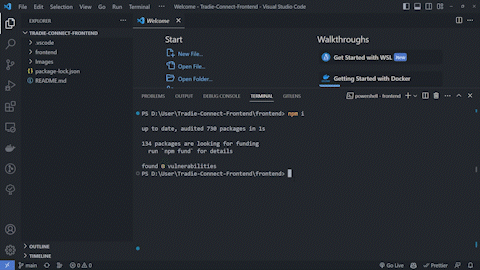 File Edit Selection View Go Run Terminal Help
Welcome - Tradie-Connect-Frontend - Visual Studio Code
EXPLORER
TRADIE-CONNECT-FRONTEND
.vscode
frontend
Images
package-lock.json
README.md
OUTLINE
TIMELINE
Welcome
Start
New File...
Open File...
Open Folder...
Walkthroughs
Get Started with WSL New
Getting Started with Docker
PROBLEMS OUTPUT DEBUG CONSOLE TERMINAL GITLENS
powershell - frontend
PS D:\User\Tradie-Connect-Frontend\frontend> npm i
up to date, audited 730 packages in 1s
134 packages are looking for funding
run `npm fund` for details
found 0 vulnerabilities
PS D:\User\Tradie-Connect-Frontend\frontend>
main
0 0
Go Live
Prettier